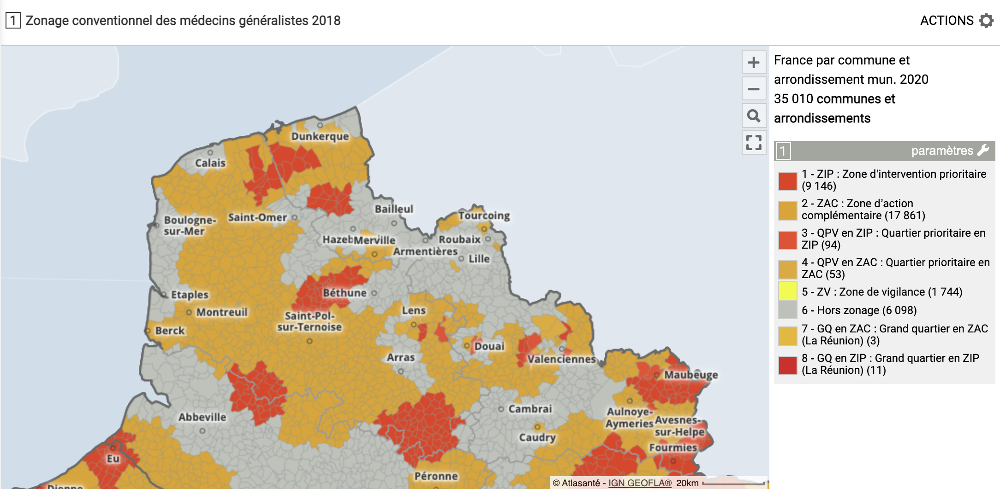 1 Zonage conventionnel des médecins généralistes 2018
ACTIONS
France par commune et
arrondissement mun. 2020
35 010 communes et
arrondissements
1 paramètres
1 - ZIP : Zone d'intervention prioritaire
(9 146)
2 - ZAC : Zone d'action
complémentaire (17 861)
3 - QPV en ZIP : Quartier prioritaire en
ZIP (94)
4 - QPV en ZAC : Quartier prioritaire en
ZAC (53)
5 - ZV : Zone de vigilance (1 744)
6 - Hors zonage (6 098)
7 - GQ en ZAC : Grand quartier en ZAC
(La Réunion) (3)
8 - GQ en ZIP : Grand quartier en ZIP
(La Réunion) (11)
Dunkerque
Calais
Bailleul
Saint-Omer
Tourcoing
Boulogne-
sur-Mer
Hazeb
Merville
Roubaix
Armentières
Lille
Etaples
Béthune
Montreuil
Lens
Saint-Pol-
sur-Ternoise
Berck
Douai
Arras
Valenciennes
Maubeuge
Abbeville
Cambrai
Aulnoye-
Aymeries
Avesnes-
sur-Helpe
Caudry
Fourmies
Eu
Péronne
© Atlasanté - IGN GEOFLA® 20km